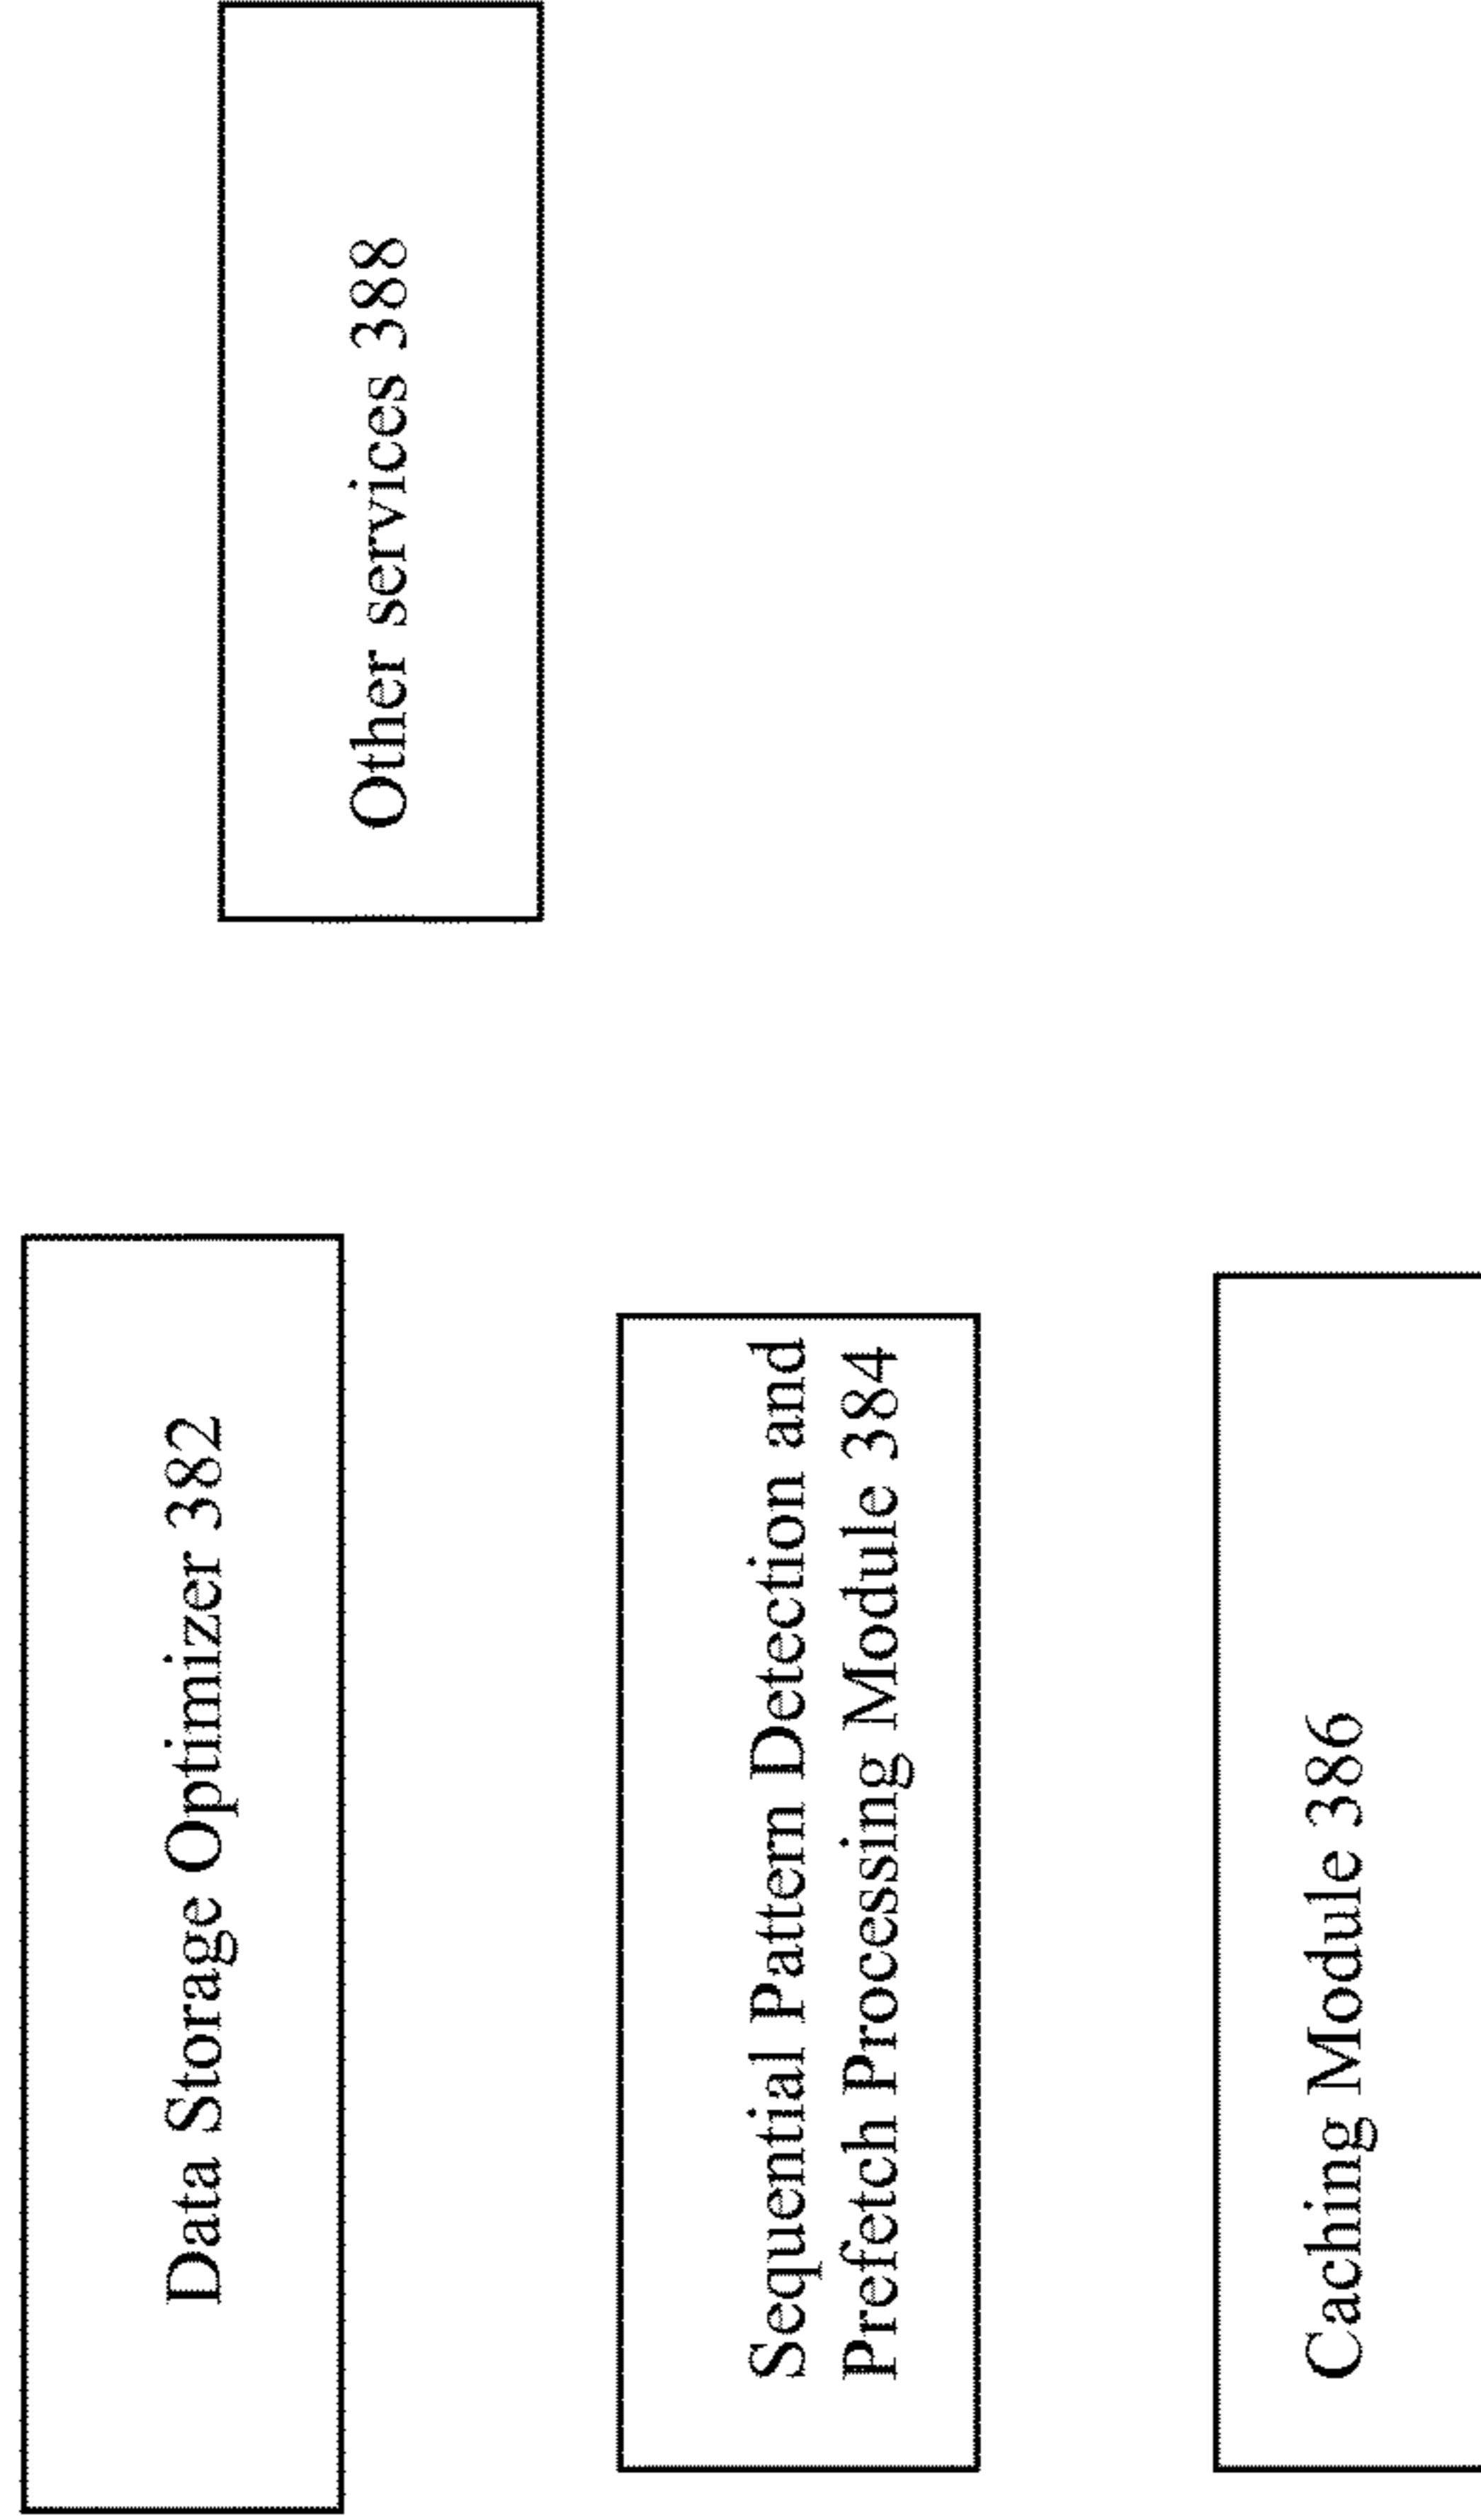 Data Storage Optimizer 382
Other services 388
Sequential Pattern Detection and
Prefetch Processing Module 384
Caching Module 386